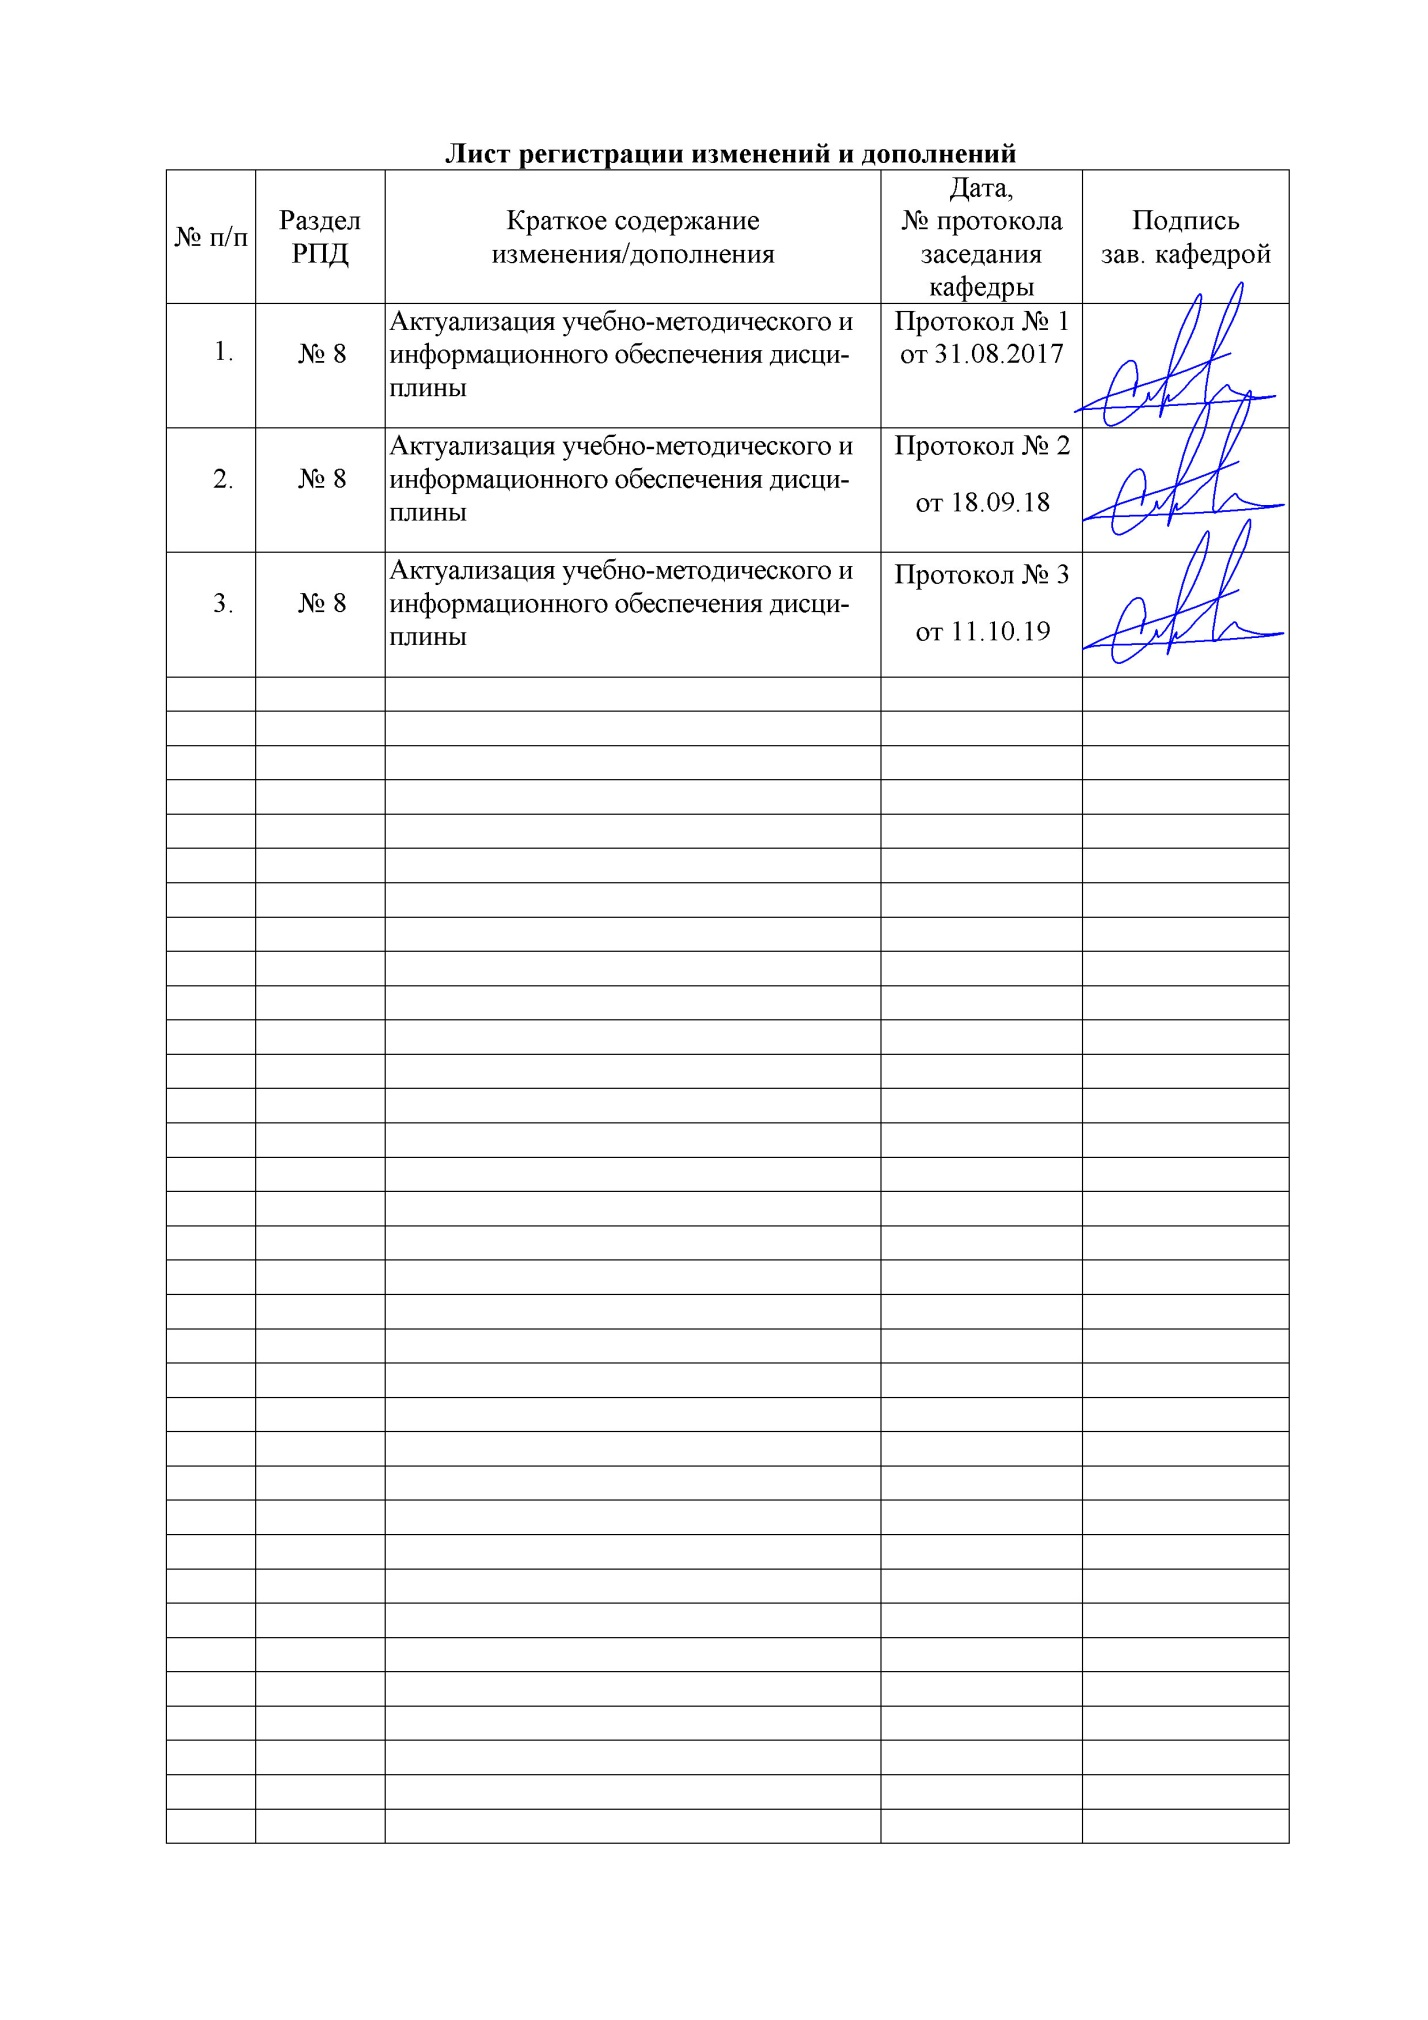 Лист регистрации изменений и дополнений
№ п/п
Раздел
РПД
Краткое содержание
изменения/дополнения
Дата,
№ протокола
заседания
кафедры
Подпись
зав. кафедрой
1.
№ 8
Актуализация учебно-методического и
информационного обеспечения дисци-
плины
Протокол № 1
от 31.08.2017
2.
№ 8
Актуализация учебно-методического и
информационного обеспечения дисци-
плины
Протокол № 2
от 18.09.18
3.
№ 8
Актуализация учебно-методического и
информационного обеспечения дисци-
плины
Протокол № 3
от 11.10.19